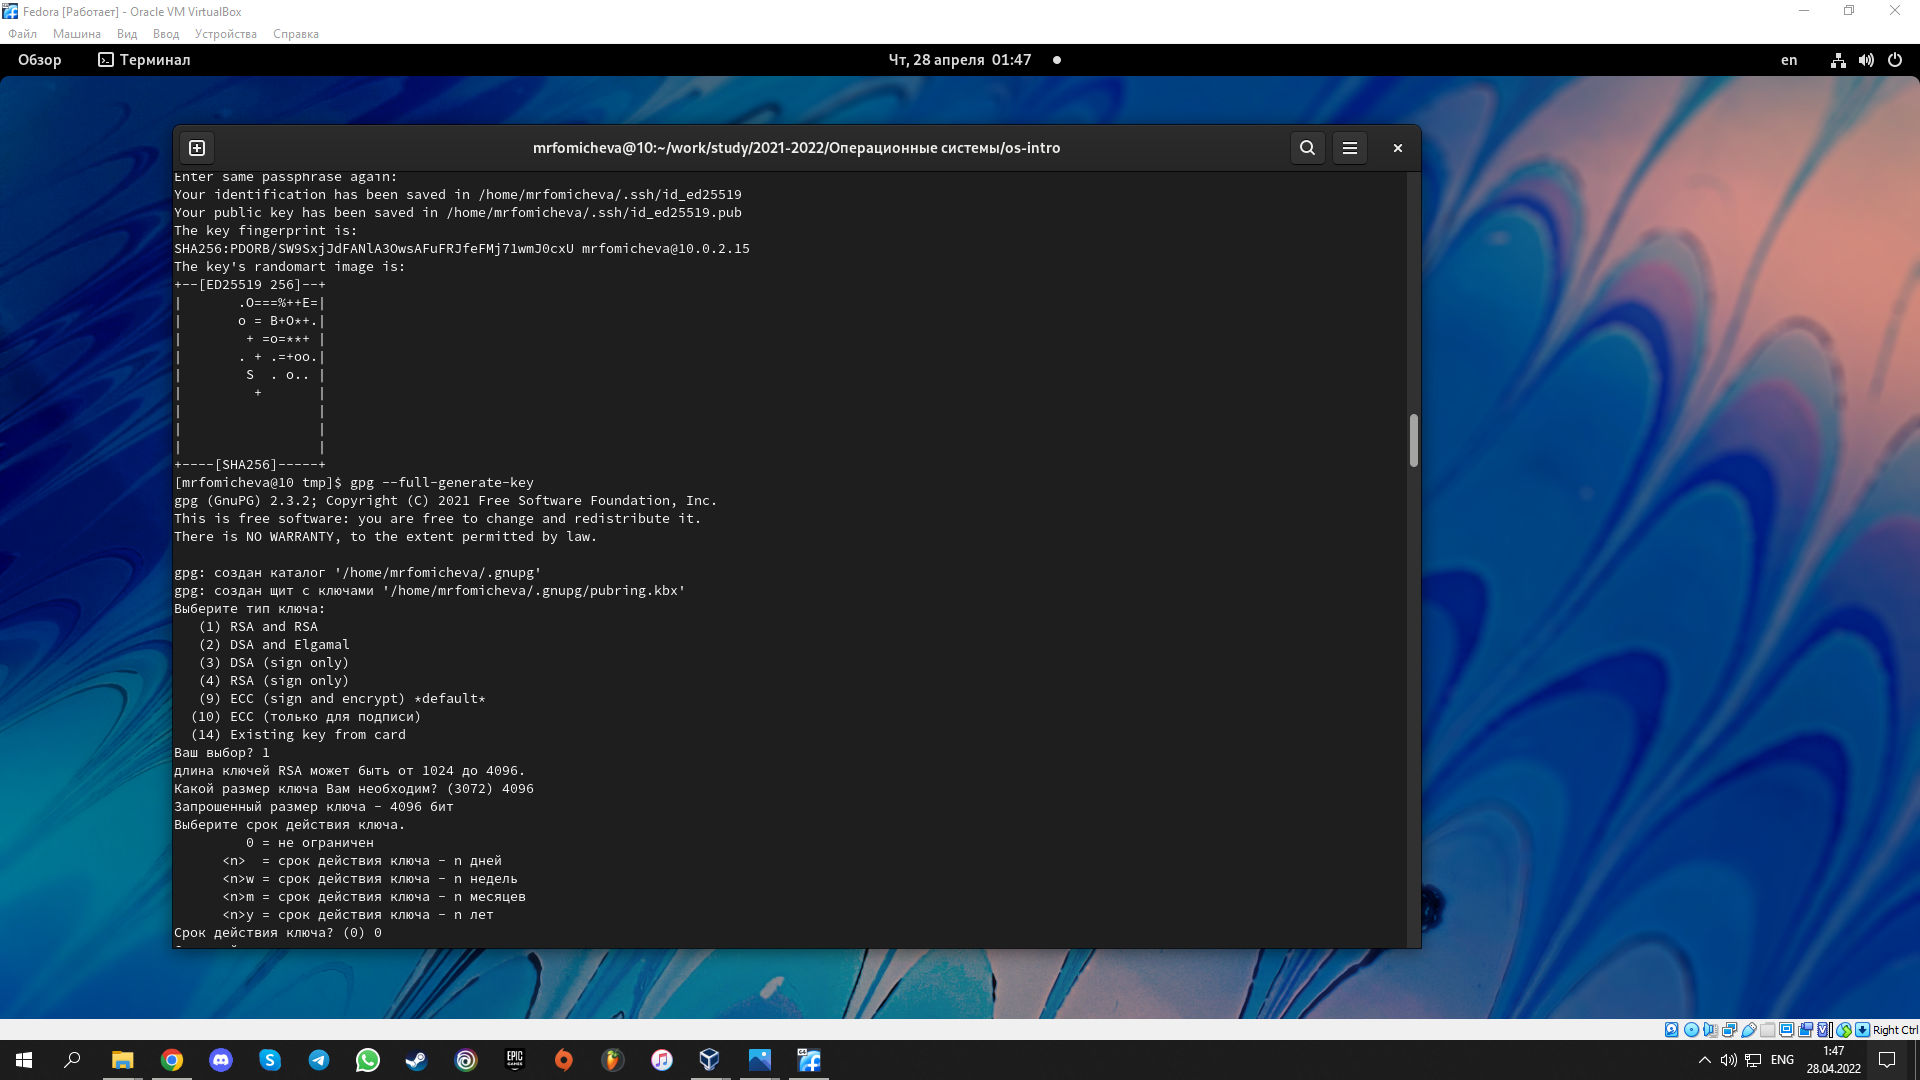 Fedora [Работает] - Oracle VM VirtualBox
Файл Машина Вид Ввод Устройства Справка
Обзор Терминал Чт, 28 апреля 01:47 en
mrfomicheva@10:~/work/study/2021-2022/Операционные системы/os-intro
Enter same passphrase again:
Your identification has been saved in /home/mrfomicheva/.ssh/id_ed25519
Your public key has been saved in /home/mrfomicheva/.ssh/id_ed25519.pub
The key fingerprint is:
SHA256:PDORB/SW9SxjJdFANlA3OwsAFuFRJfeFMj71wmJ0cxU mrfomicheva@10.0.2.15
The key's randomart image is:
+--[ED25519 256]--+
|       .O===%++E=|
|       o = B+O*+.|
|        + =o=**+ |
|       . + .=+oo.|
|        S  . o.. |
|         +       |
|                 |
|                 |
|                 |
+----[SHA256]-----+
[mrfomicheva@10 tmp]$ gpg --full-generate-key
gpg (GnuPG) 2.3.2; Copyright (C) 2021 Free Software Foundation, Inc.
This is free software: you are free to change and redistribute it.
There is NO WARRANTY, to the extent permitted by law.
gpg: создан каталог '/home/mrfomicheva/.gnupg'
gpg: создан щит с ключами '/home/mrfomicheva/.gnupg/pubring.kbx'
Выберите тип ключа:
   (1) RSA and RSA
   (2) DSA and Elgamal
   (3) DSA (sign only)
   (4) RSA (sign only)
   (9) ECC (sign and encrypt) *default*
  (10) ECC (только для подписи)
  (14) Existing key from card
Ваш выбор? 1
длина ключей RSA может быть от 1024 до 4096.
Какой размер ключа Вам необходим? (3072) 4096
Запрошенный размер ключа - 4096 бит
Выберите срок действия ключа.
         0 = не ограничен
      <n>  = срок действия ключа - n дней
      <n>w = срок действия ключа - n недель
      <n>m = срок действия ключа - n месяцев
      <n>y = срок действия ключа - n лет
Срок действия ключа? (0) 0
Right Ctrl
EPIC GAMES
ENG
1:47
28.04.2022